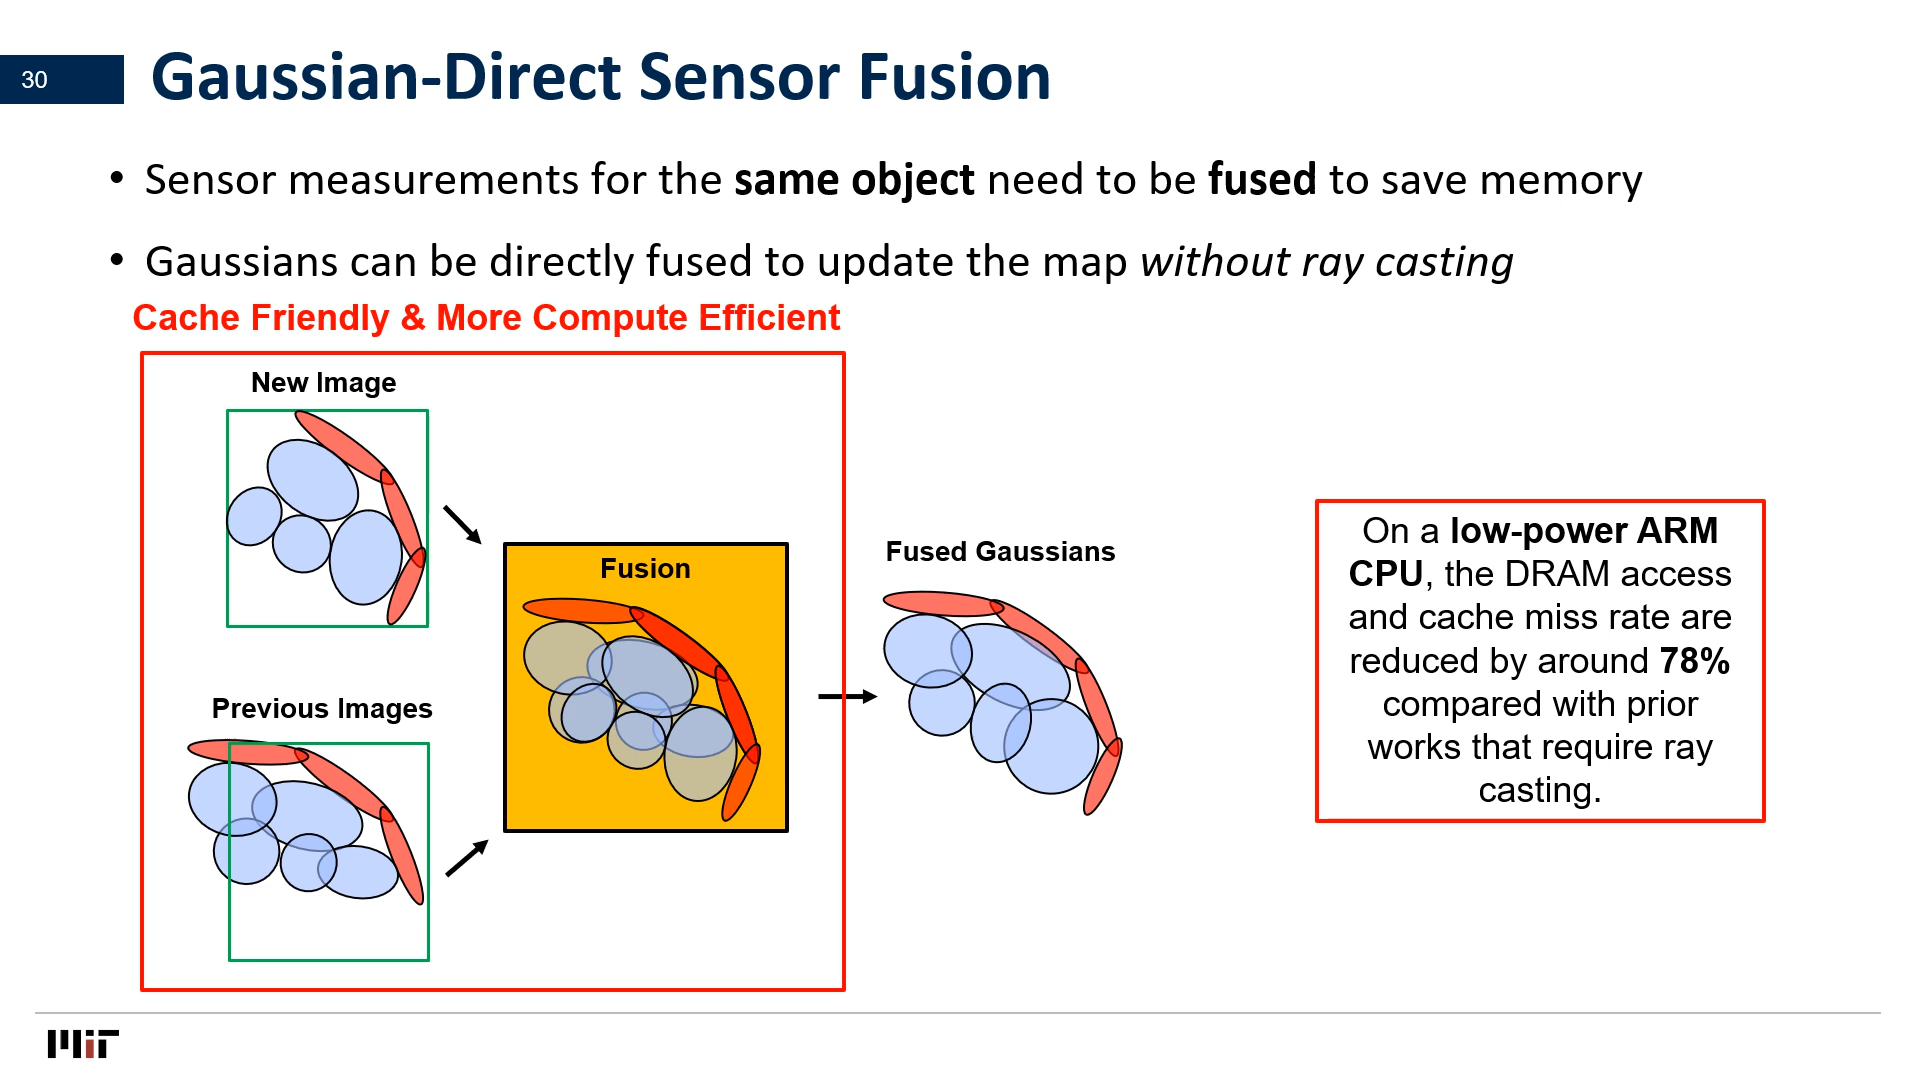 30
Gaussian-Direct Sensor Fusion
• Sensor measurements for the same object need to be fused to save memory
• Gaussians can be directly fused to update the map without ray casting
Cache Friendly & More Compute Efficient
New Image
Previous Images
Fusion
Fused Gaussians
On a low-power ARM
CPU, the DRAM access
and cache miss rate are
reduced by around 78%
compared with prior
works that require ray
casting.
MIT